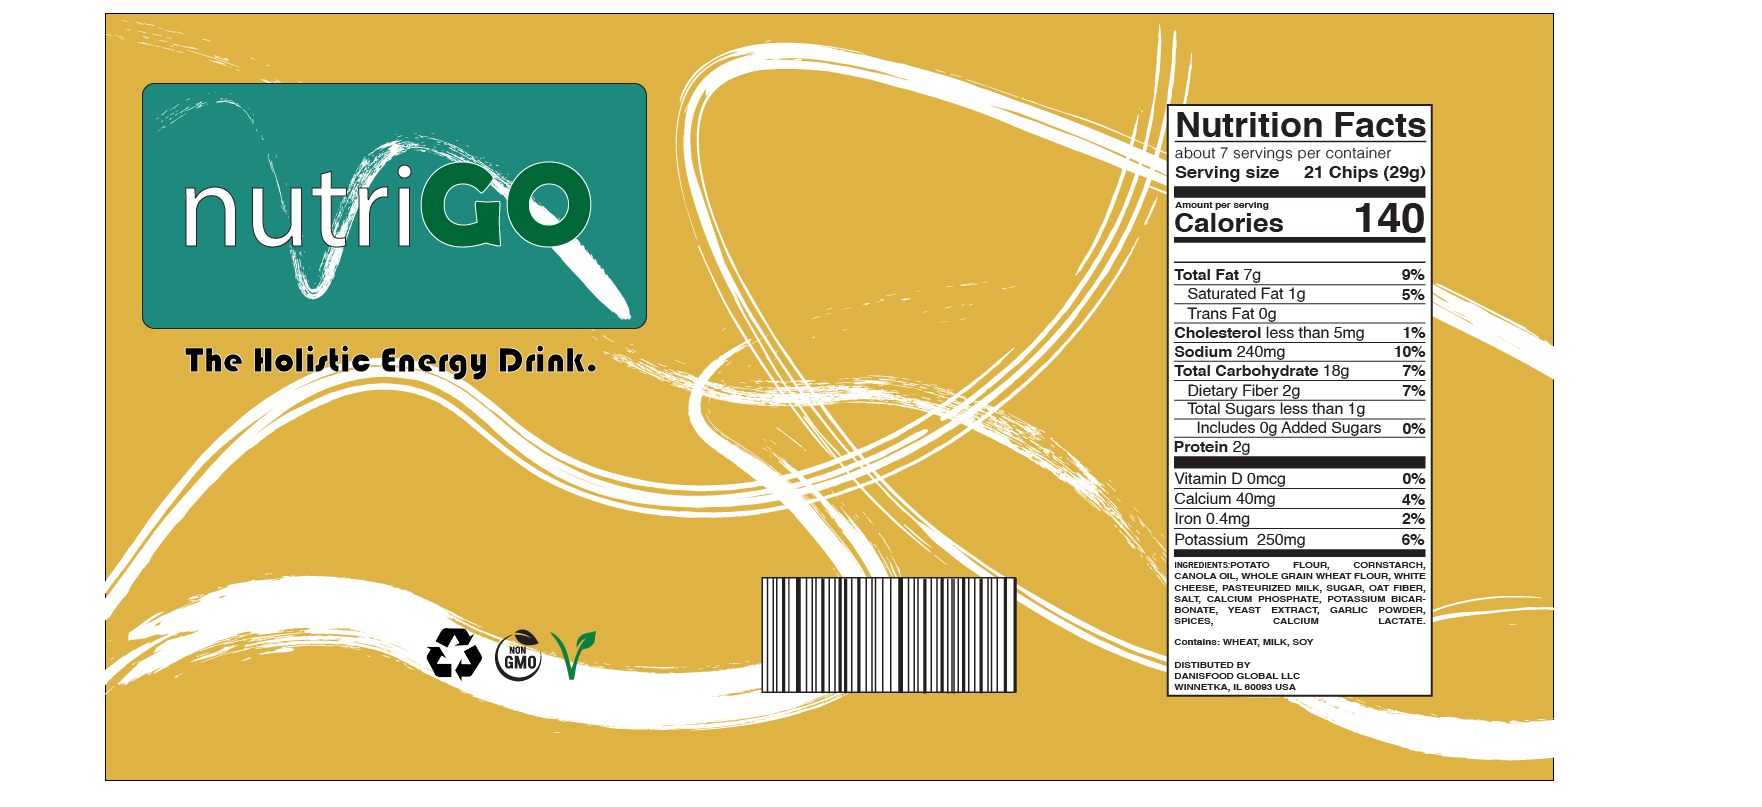 nutriGO
The Holistic Energy Drink.
NON
GMO
Nutrition Facts
about 7 servings per container
Serving size 21 Chips (29g)
Amount per serving
Calories 140
Total Fat 7g 9%
Saturated Fat 1g 5%
Trans Fat 0g
Cholesterol less than 5mg 1%
Sodium 240mg 10%
Total Carbohydrate 18g 7%
Dietary Fiber 2g 7%
Total Sugars less than 1g
Includes 0g Added Sugars 0%
Protein 2g
Vitamin D 0mcg 0%
Calcium 40mg 4%
Iron 0.4mg 2%
Potassium 250mg 6%
INGREDIENTS:POTATO FLOUR, CORNSTARCH,
CANOLA OIL, WHOLE GRAIN WHEAT FLOUR, WHITE
CHEESE, PASTEURIZED MILK, SUGAR, OAT FIBER,
SALT, CALCIUM PHOSPHATE, POTASSIUM BICAR-
BONATE, YEAST EXTRACT, GARLIC POWDER,
SPICES, CALCIUM LACTATE.
Contains: WHEAT, MILK, SOY
DISTIBUTED BY
DANISFOOD GLOBAL LLC
WINNETKA, IL 60093 USA